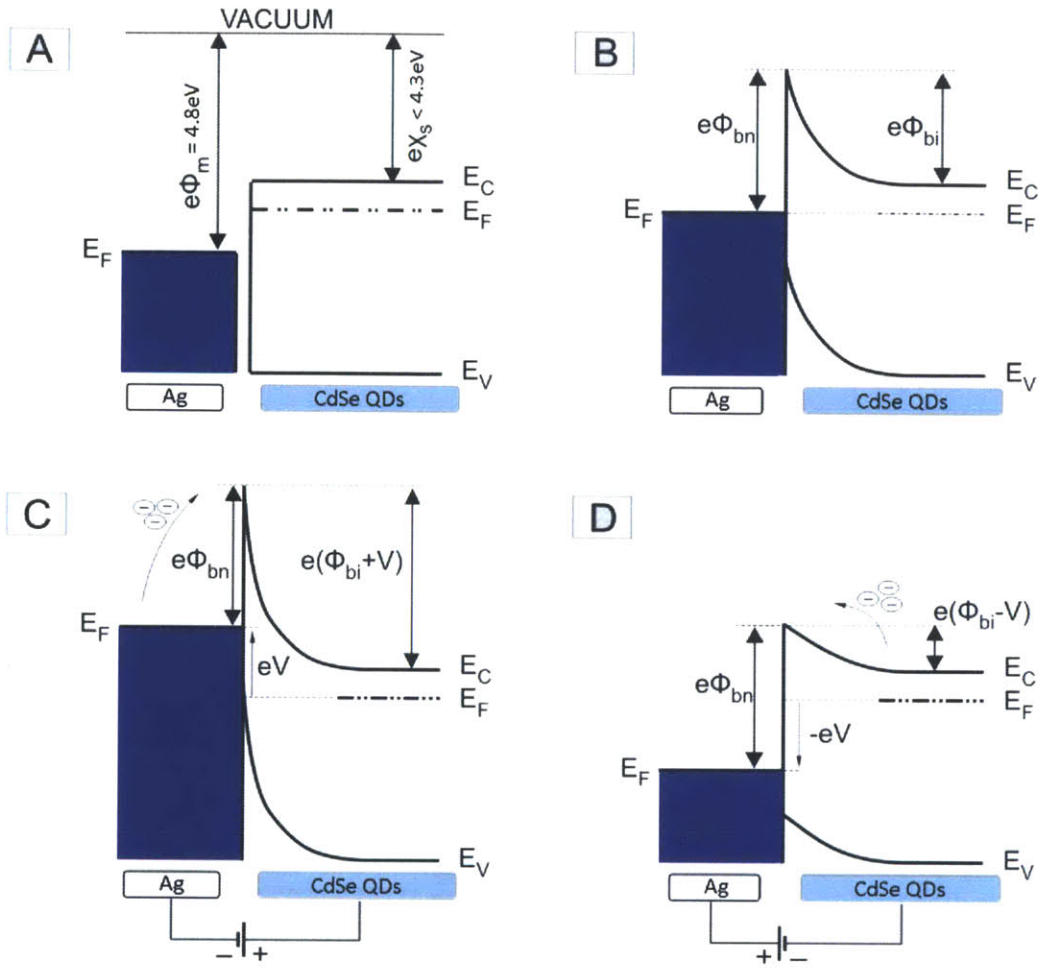 A
VACUUM
eΦm = 4.8eV
eXs < 4.3eV
EC
EF
EF
EV
Ag
CdSe QDs
B
eΦbn
eΦbi
EC
EF
EF
EV
Ag
CdSe QDs
C
eΦbn
e(Φbi+V)
EF
eV
EC
EF
EV
Ag
CdSe QDs
− +
D
e(Φbi-V)
eΦbn
EC
EF
-eV
EF
EV
Ag
CdSe QDs
+ −